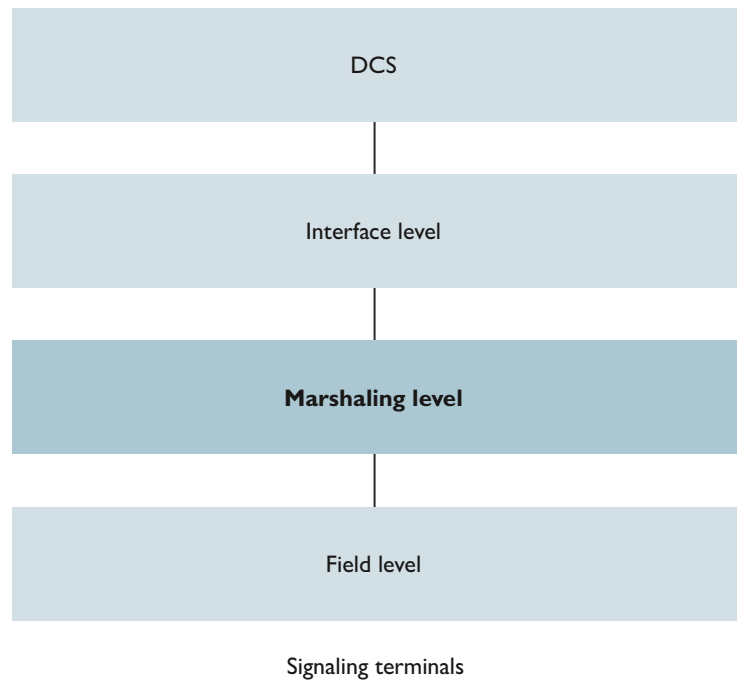 DCS
Interface level
Marshaling level
Field level
Signaling terminals